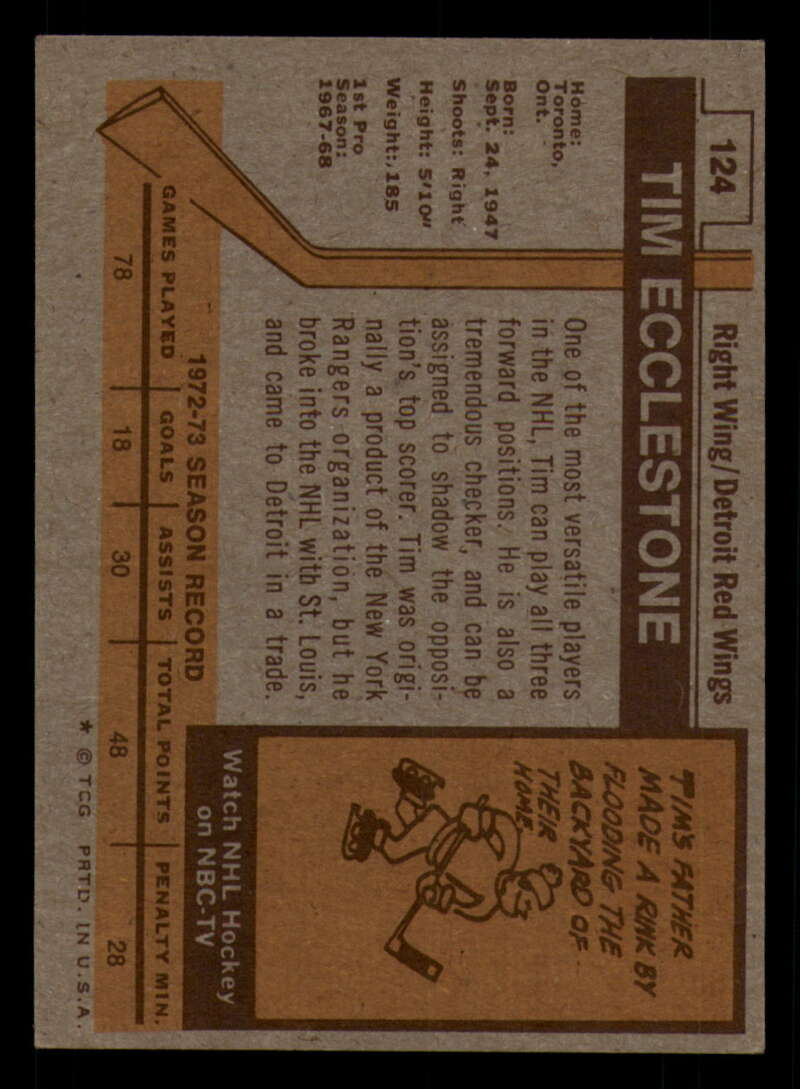 124
Right Wing/Detroit Red Wings
TIM ECCLESTONE
Home:
Toronto,
Ont.
Born:
Sept. 24, 1947
Shoots: Right
Height: 5'10"
Weight: 185
1st Pro
Season:
1967-68
One of the most versatile players
in the NHL, Tim can play all three
forward positions. He is also a
tremendous checker, and can be
assigned to shadow the opposi-
tion's top scorer. Tim was origi-
nally a product of the New York
Rangers organization, but he
broke into the NHL with St. Louis,
and came to Detroit in a trade.
TIM'S FATHER
MADE A RINK BY
FLOODING THE
BACKYARD OF
THEIR
HOME
Watch NHL Hockey
on NBC-TV
1972-73 SEASON RECORD
GAMES PLAYED GOALS ASSISTS TOTAL POINTS PENALTY MIN.
78 18 30 48 28
* © TCG PRTD. IN U.S.A.